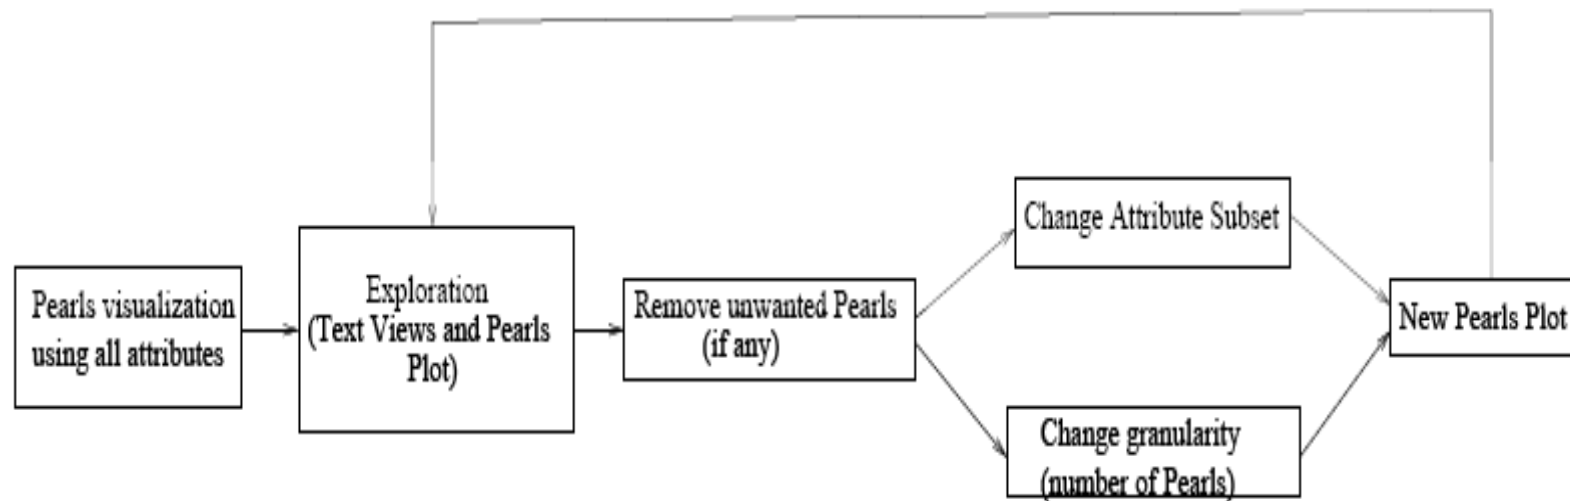 Pearls visualization
using all attributes
Exploration
(Text Views and Pearls
Plot)
Remove unwanted Pearls
(if any)
Change Attribute Subset
Change granularity
(number of Pearls)
New Pearls Plot